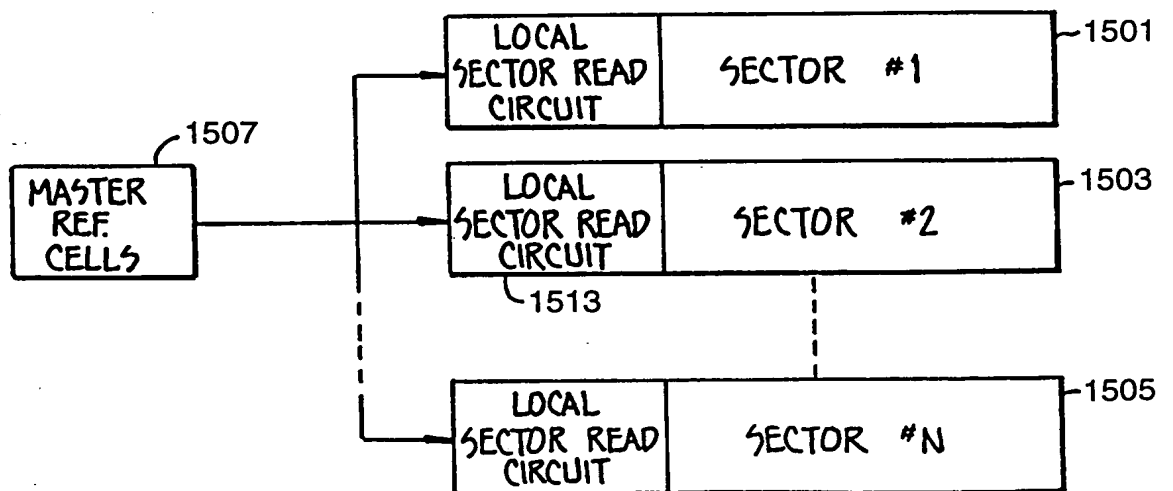 LOCAL
SECTOR READ
CIRCUIT
SECTOR #1
1501
1507
MASTER
REF.
CELLS
LOCAL
SECTOR READ
CIRCUIT
SECTOR #2
1503
1513
LOCAL
SECTOR READ
CIRCUIT
SECTOR #N
1505